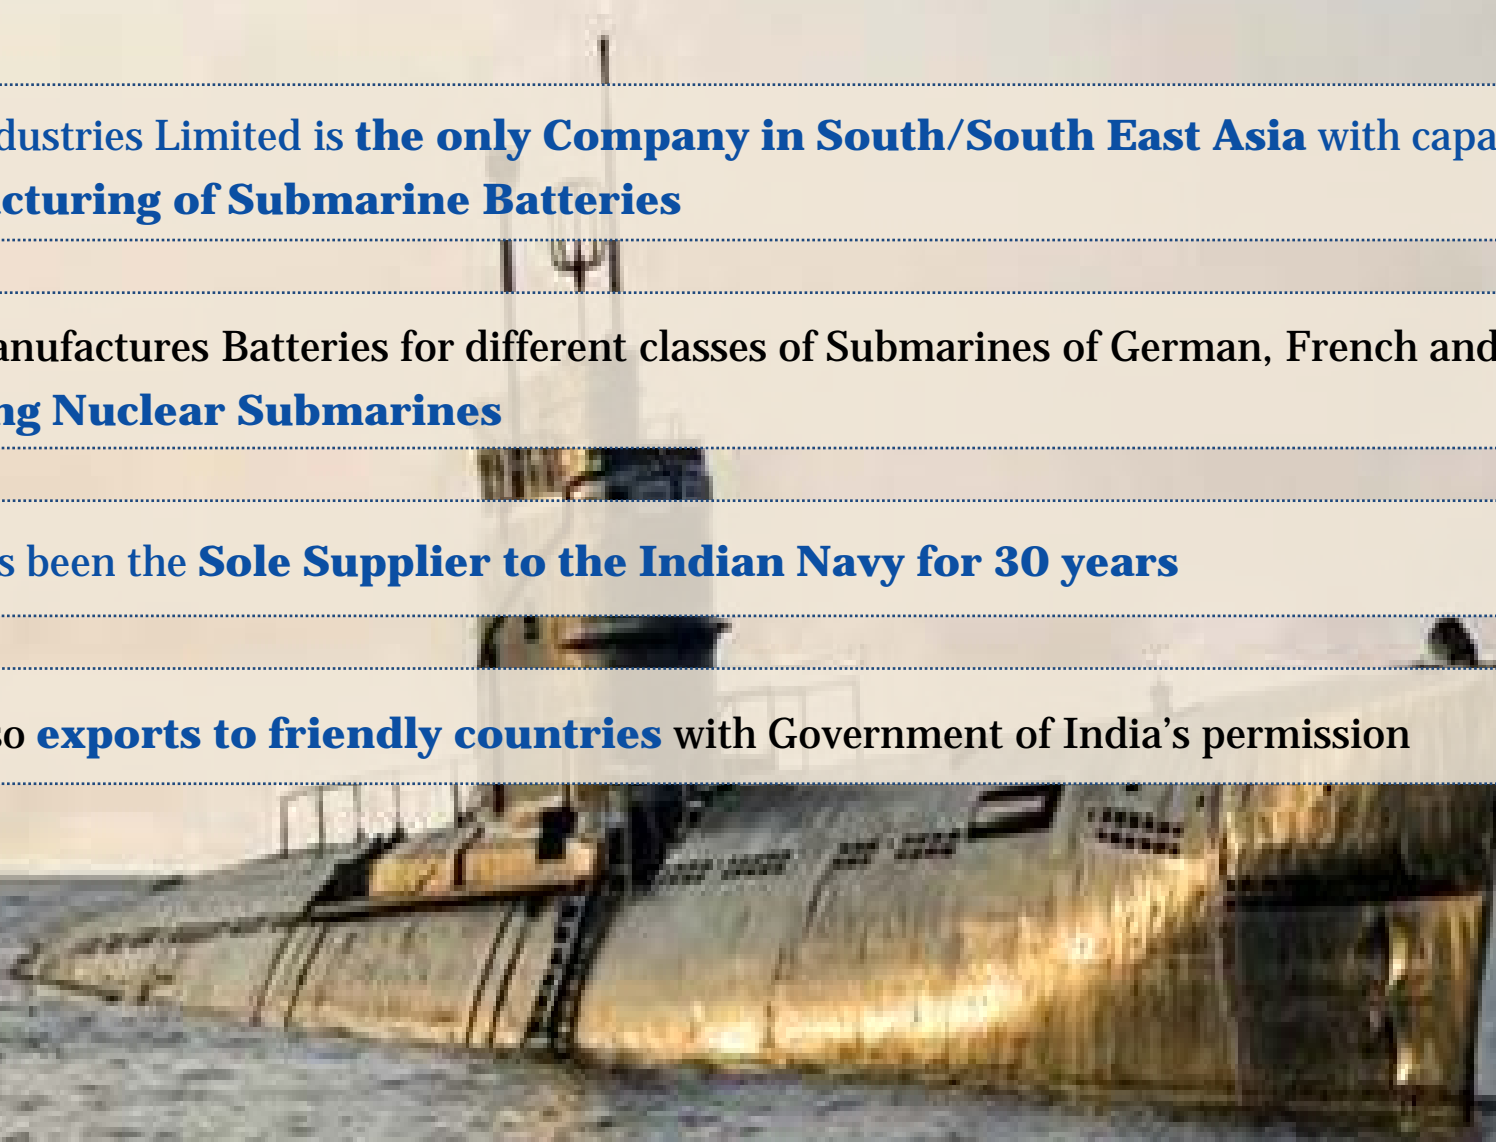 dustries Limited is the only Company in South/South East Asia with capa
cturing of Submarine Batteries
anufactures Batteries for different classes of Submarines of German, French and
ng Nuclear Submarines
s been the Sole Supplier to the Indian Navy for 30 years
so exports to friendly countries with Government of India’s permission